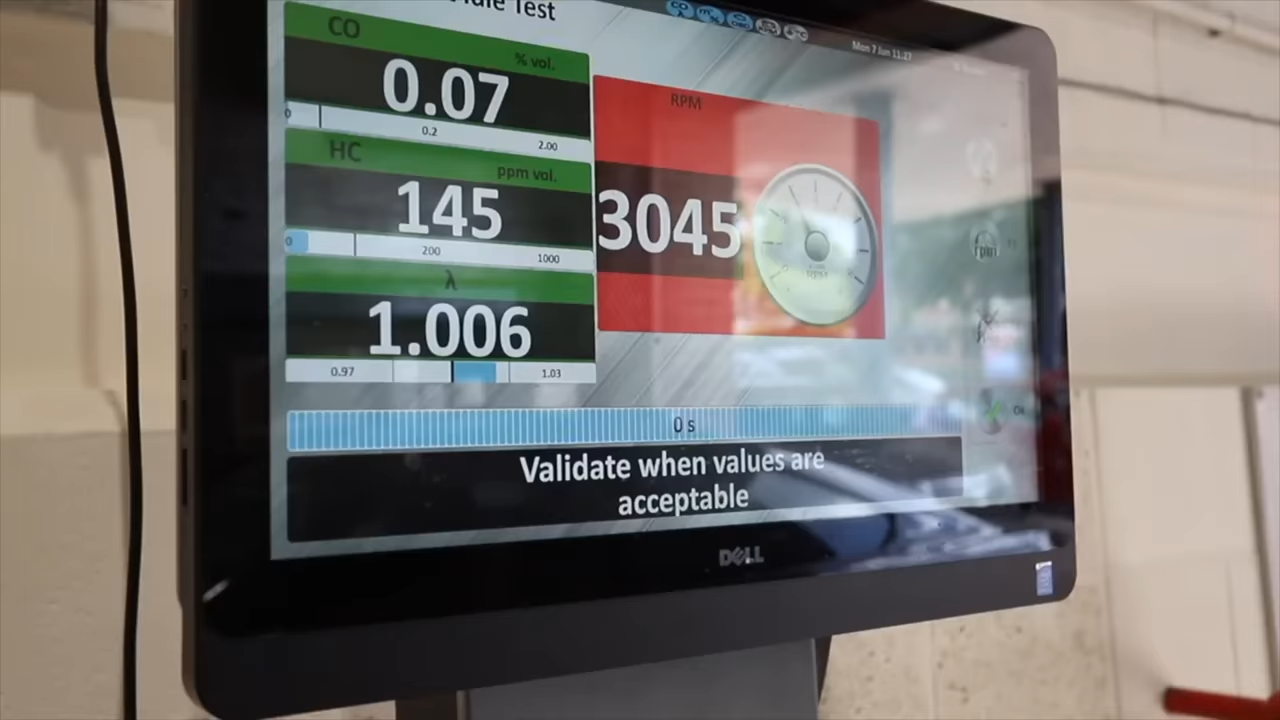 Idle Test
Mon 7 Jun 11:27
CO
% vol.
0.07
0
0.2
2.00
HC
ppm vol.
145
0
200
1000
λ
1.006
0.97
1.03
RPM
3045
rpm
0 s
Validate when values are
acceptable
DELL